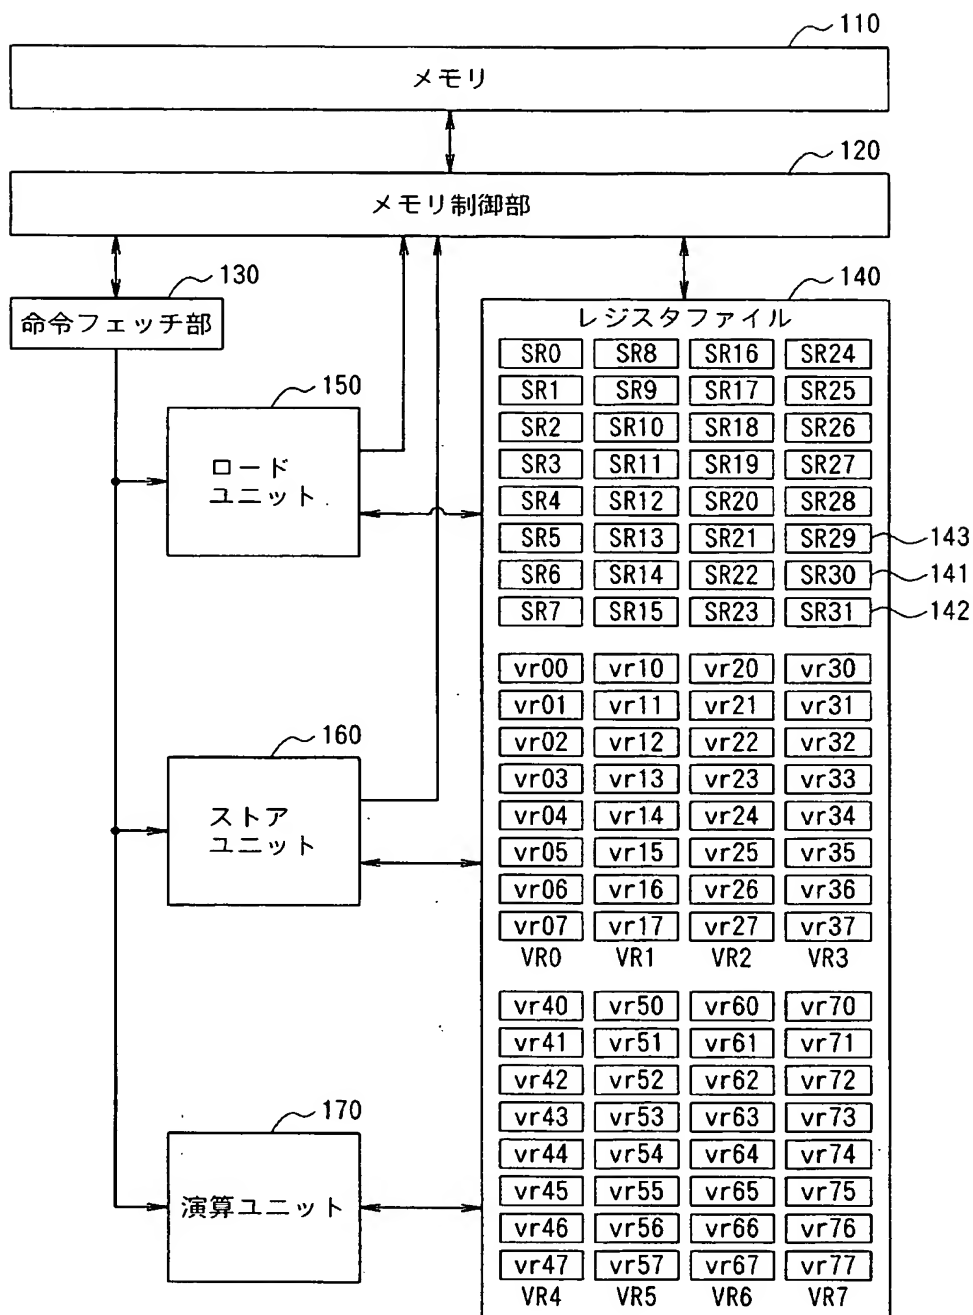 110
メモリ
120
メモリ制御部
130
命令フェッチ部
140
レジスタファイル
SR0 SR8 SR16 SR24
SR1 SR9 SR17 SR25
SR2 SR10 SR18 SR26
SR3 SR11 SR19 SR27
SR4 SR12 SR20 SR28
SR5 SR13 SR21 SR29
143
SR6 SR14 SR22 SR30
141
SR7 SR15 SR23 SR31
142
150
ロード
ユニット
vr00 vr10 vr20 vr30
vr01 vr11 vr21 vr31
vr02 vr12 vr22 vr32
vr03 vr13 vr23 vr33
vr04 vr14 vr24 vr34
vr05 vr15 vr25 vr35
vr06 vr16 vr26 vr36
vr07 vr17 vr27 vr37
VR0 VR1 VR2 VR3
160
ストア
ユニット
vr40 vr50 vr60 vr70
vr41 vr51 vr61 vr71
vr42 vr52 vr62 vr72
vr43 vr53 vr63 vr73
vr44 vr54 vr64 vr74
vr45 vr55 vr65 vr75
vr46 vr56 vr66 vr76
vr47 vr57 vr67 vr77
VR4 VR5 VR6 VR7
170
演算ユニット